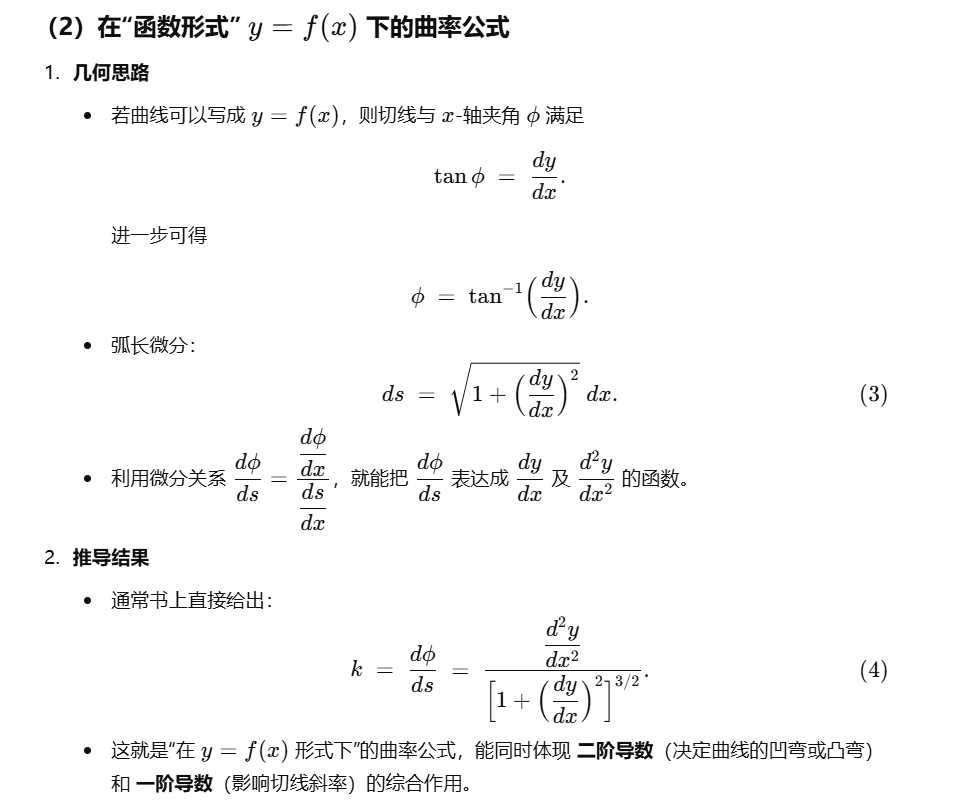 （2）在“函数形式” y = f(x) 下的曲率公式
1. 几何思路
• 若曲线可以写成 y = f(x)，则切线与 x-轴夹角 ϕ 满足
tan ϕ = dy/dx.
进一步可得
ϕ = tan⁻¹(dy/dx).
• 弧长微分：
ds = √(1 + (dy/dx)²) dx. (3)
• 利用微分关系 dϕ/ds = (dϕ/dx)/(ds/dx)，就能把 dϕ/ds 表达成 dy/dx 及 d²y/dx² 的函数。
2. 推导结果
• 通常书上直接给出：
k = dϕ/ds = (d²y/dx²)/[1 + (dy/dx)²]^{3/2}. (4)
• 这就是“在 y = f(x) 形式下”的曲率公式，能同时体现 二阶导数（决定曲线的凹弯或凸弯）
和 一阶导数（影响切线斜率）的综合作用。